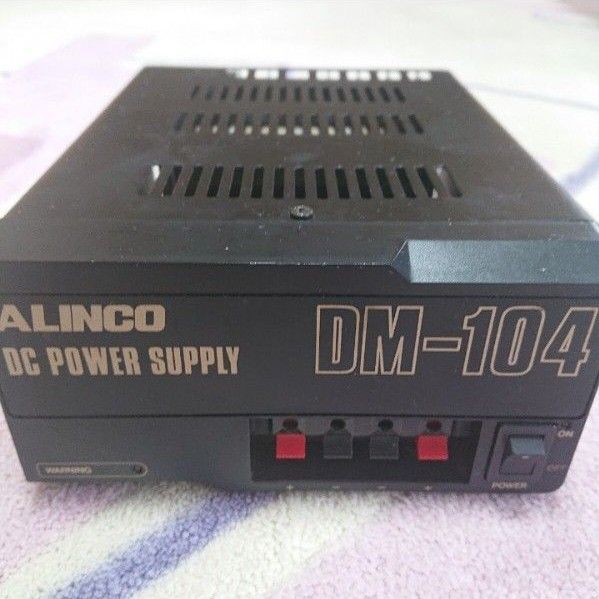 ALINCO
DC POWER SUPPLY
DM-104
WARNING
+ − − +
ON
OFF
POWER